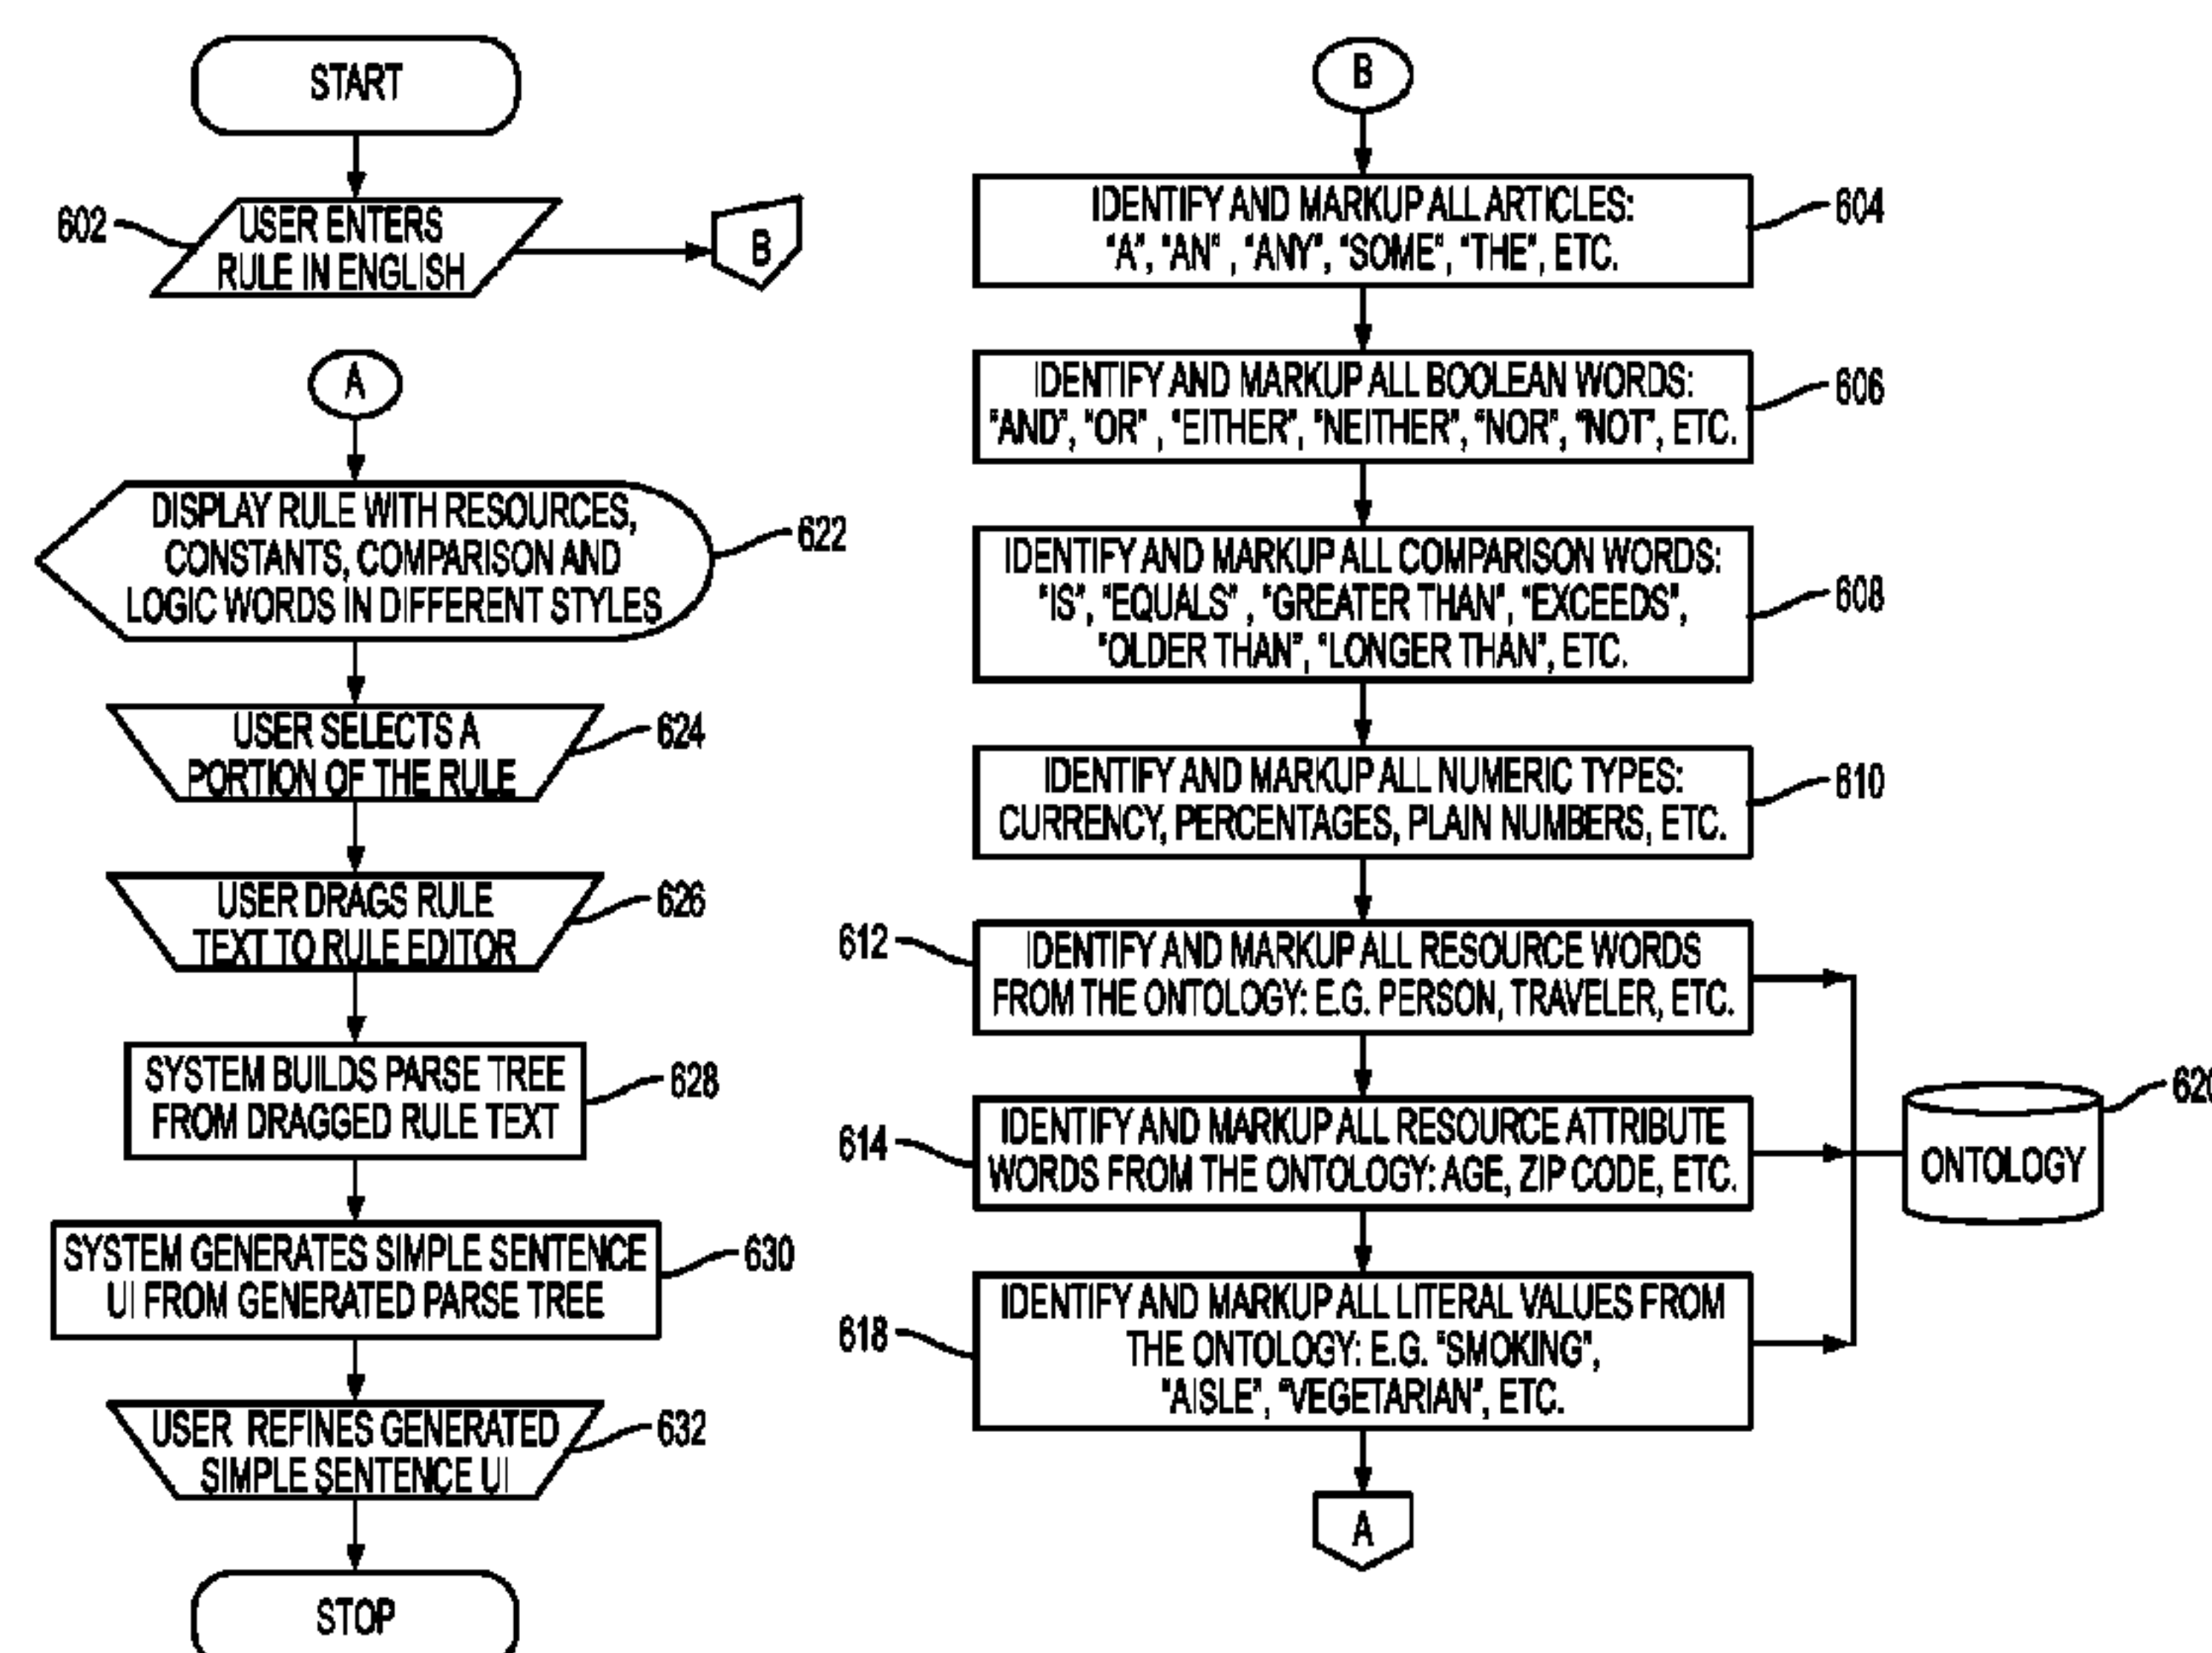 START
602
USER ENTERS
RULE IN ENGLISH
B
A
DISPLAY RULE WITH RESOURCES,
CONSTANTS, COMPARISON AND
LOGIC WORDS IN DIFFERENT STYLES
622
USER SELECTS A
PORTION OF THE RULE
624
USER DRAGS RULE
TEXT TO RULE EDITOR
626
SYSTEM BUILDS PARSE TREE
FROM DRAGGED RULE TEXT
628
SYSTEM GENERATES SIMPLE SENTENCE
UI FROM GENERATED PARSE TREE
630
USER REFINES GENERATED
SIMPLE SENTENCE UI
632
STOP
B
IDENTIFY AND MARKUP ALL ARTICLES:
"A", "AN" , "ANY", "SOME", "THE", ETC.
604
IDENTIFY AND MARKUP ALL BOOLEAN WORDS:
"AND", "OR" , "EITHER", "NEITHER", "NOR", "NOT", ETC.
606
IDENTIFY AND MARKUP ALL COMPARISON WORDS:
"IS", "EQUALS" , "GREATER THAN", "EXCEEDS",
"OLDER THAN", "LONGER THAN", ETC.
608
IDENTIFY AND MARKUP ALL NUMERIC TYPES:
CURRENCY, PERCENTAGES, PLAIN NUMBERS, ETC.
610
612
IDENTIFY AND MARKUP ALL RESOURCE WORDS
FROM THE ONTOLOGY: E.G. PERSON, TRAVELER, ETC.
614
IDENTIFY AND MARKUP ALL RESOURCE ATTRIBUTE
WORDS FROM THE ONTOLOGY: AGE, ZIP CODE, ETC.
618
IDENTIFY AND MARKUP ALL LITERAL VALUES FROM
THE ONTOLOGY: E.G. "SMOKING",
"AISLE", "VEGETARIAN", ETC.
620
ONTOLOGY
A